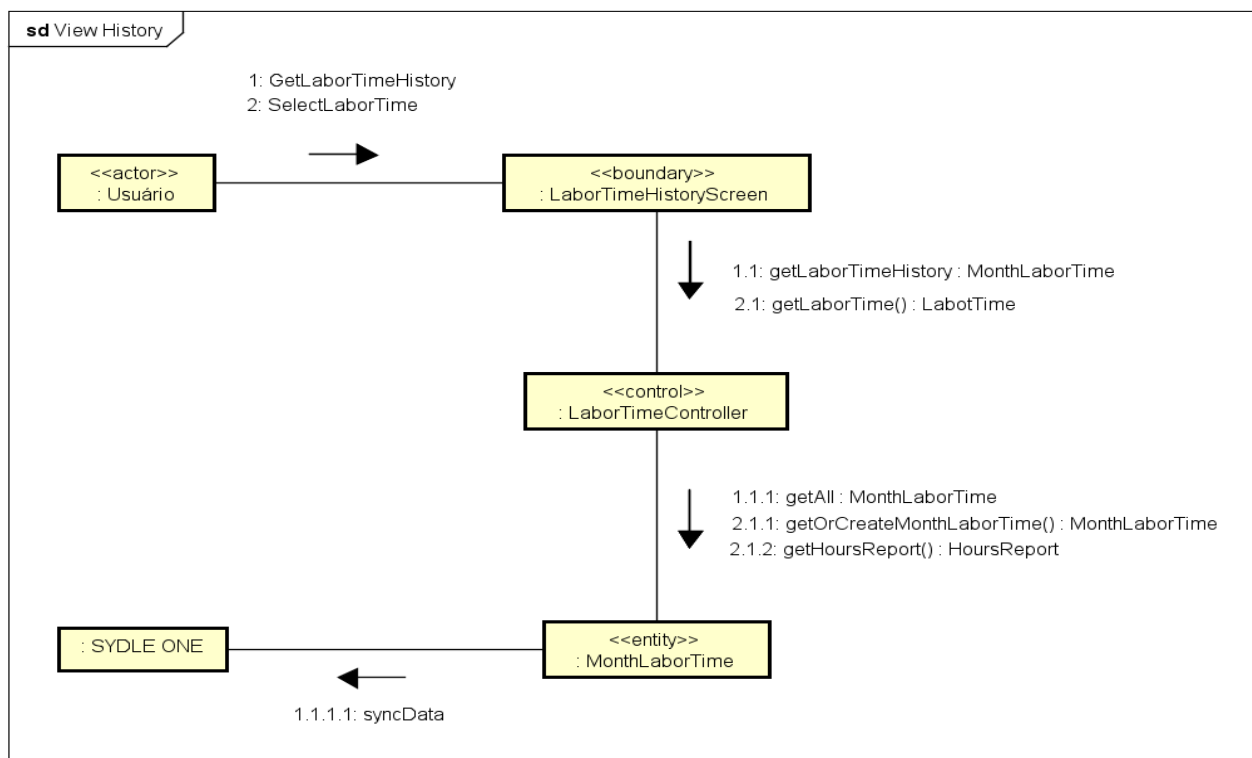 sd View History
1: GetLaborTimeHistory
2: SelectLaborTime
<<actor>>
: Usuário
<<boundary>>
: LaborTimeHistoryScreen
1.1: getLaborTimeHistory : MonthLaborTime
2.1: getLaborTime() : LabotTime
<<control>>
: LaborTimeController
1.1.1: getAll : MonthLaborTime
2.1.1: getOrCreateMonthLaborTime() : MonthLaborTime
2.1.2: getHoursReport() : HoursReport
: SYDLE ONE
<<entity>>
: MonthLaborTime
1.1.1.1: syncData